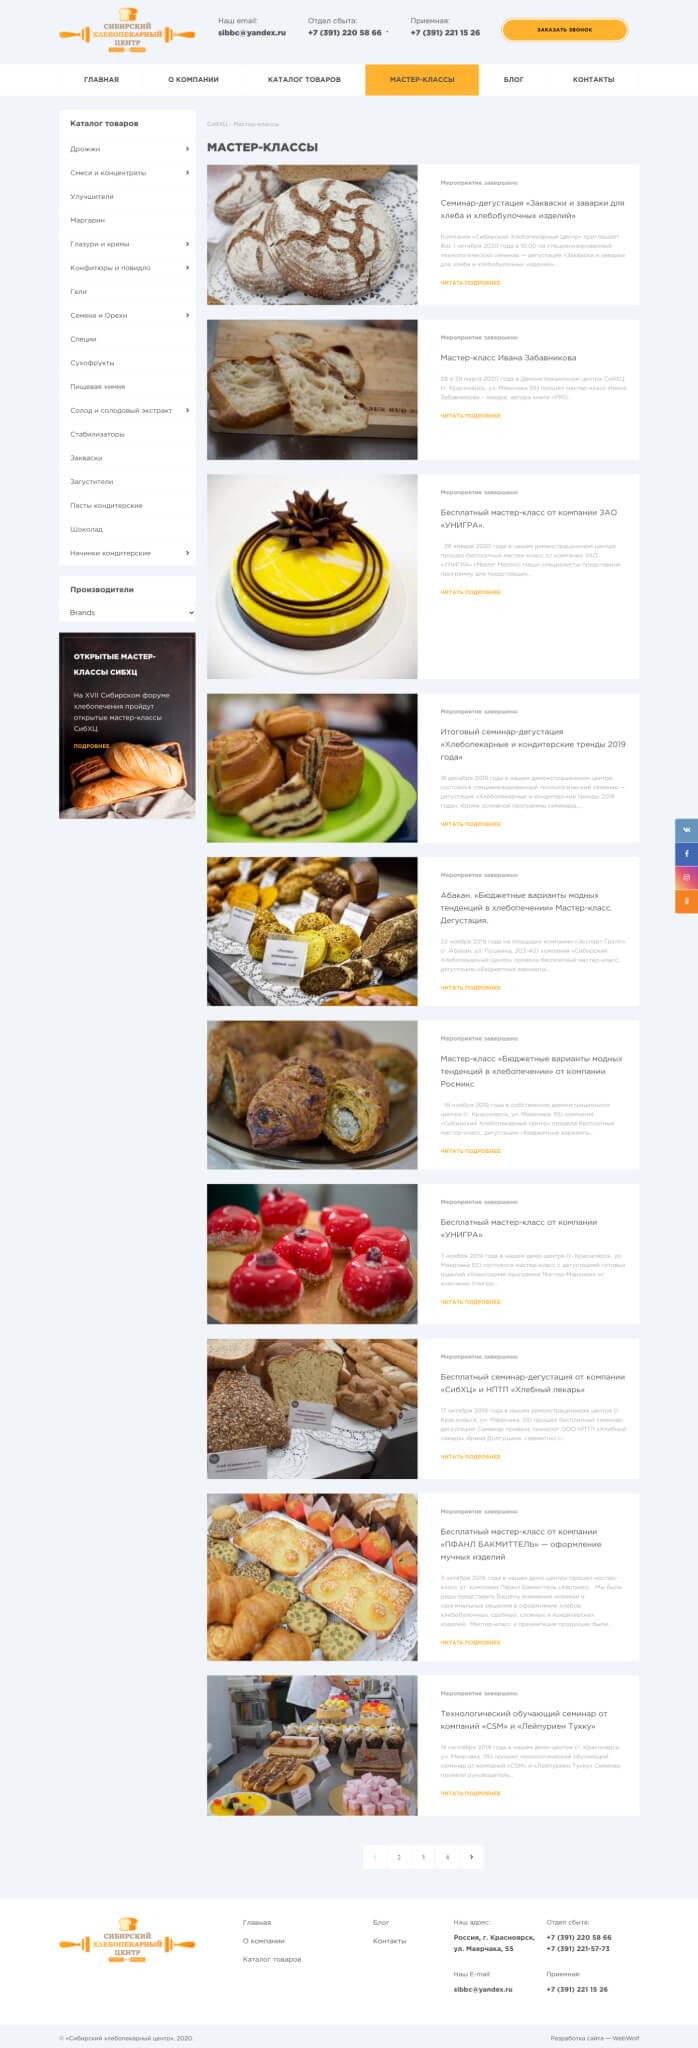 СИБИРСКИЙ
ХЛЕБОПЕКАРНЫЙ
ЦЕНТР
Наш email:
sibbc@yandex.ru
Отдел сбыта:
+7 (391) 220 58 66
Приемная:
+7 (391) 221 15 26
ЗАКАЗАТЬ ЗВОНОК
ГЛАВНАЯ
О КОМПАНИИ
КАТАЛОГ ТОВАРОВ
МАСТЕР-КЛАССЫ
БЛОГ
КОНТАКТЫ
Каталог товаров
Дрожжи
Смеси и концентраты
Улучшители
Маргарин
Глазури и кремы
Конфитюры и повидло
Гели
Семена и Орехи
Специи
Сухофрукты
Пищевая химия
Солод и солодовый экстракт
Стабилизаторы
Закваски
Загустители
Пасты кондитерские
Шоколад
Начинки кондитерские
Производители
Brands
ОТКРЫТЫЕ МАСТЕР-
КЛАССЫ СИБХЦ
На XVII Сибирском форуме
хлебопечения пройдут
открытые мастер-классы
СибХЦ
ПОДРОБНЕЕ
СибХЦ - Мастер-классы
МАСТЕР-КЛАССЫ
Мероприятие завершено
Семинар-дегустация «Закваски и заварки для
хлеба и хлебобулочных изделий»
Компания «Сибирский Хлебопекарный Центр» приглашает
Вас 1 октября 2020 года в 10.00 на специализированный
технологический семинар — дегустация «Закваски и заварки
для хлеба и хлебобулочных изделий»...
ЧИТАТЬ ПОДРОБНЕЕ
Мероприятие завершено
Мастер-класс Ивана Забавникова
28 и 29 марта 2020 года в Демонстрационном центре СибХЦ
(г. Красноярск, ул. Маерчака 55) прошел мастер-класс Ивана
Забавникова – пекаря, автора книги «PRO...
ЧИТАТЬ ПОДРОБНЕЕ
Мероприятие завершено
Бесплатный мастер-класс от компании ЗАО
«УНИГРА».
29 января 2020 года в нашем демонстрационном центре
прошел бесплатный мастер-класс от компании ЗАО
«УНИГРА» (Master Martini). Наши специалисты представили
программу для предстоящих...
ЧИТАТЬ ПОДРОБНЕЕ
Мероприятие завершено
Итоговый семинар-дегустация
«Хлебопекарные и кондитерские тренды 2019
года»
года в нашем демонстрационном центре
состоялся специализированный технологический семинар —
дегустация «Хлебопекарные и кондитерские тренды 2019
года». Кроме основной программы семинара,...
ЧИТАТЬ ПОДРОБНЕЕ
Мероприятие завершено
Абакан. «Бюджетные варианты модных
тенденций в хлебопечении» Мастер-класс.
Дегустация.
22 ноября 2019 года на площадке компании «Эксперт Групп»
(г. Абакан, ул. Пушкина, 203-40) компания «Сибирский
Хлебопекарный Центр» провела бесплатный мастер-класс.
дегустацию «Бюджетные варианты...
ЧИТАТЬ ПОДРОБНЕЕ
Мероприятие завершено
Мастер-класс «Бюджетные варианты модных
тенденций в хлебопечении» от компании
Росмикс
ноября 2019 года в собственном демонстрационном
центре (г. Красноярск, ул. Маерчака, 55) компания
«Сибирский Хлебопекарный Центр» провела бесплатный
мастер-класс, дегустацию «Бюджетные варианты...
ЧИТАТЬ ПОДРОБНЕЕ
Мероприятие завершено
Бесплатный мастер-класс от компании
«УНИГРА»
7 ноября 2019 года в нашем демо-центре (г. Красноярск, ул.
Маерчака 55) состоялся мастер-класс с дегустацией готовых
изделий «Новогодняя программа Мастер Мартини» от
компании Унигра...
ЧИТАТЬ ПОДРОБНЕЕ
Мероприятие завершено
Бесплатный семинар-дегустация от компании
«СибХЦ» и НПТП «Хлебный лекарь»
17 октября 2019 года в нашем демонстрационном центре (г.
Красноярск, ул. Маерчака, 55) прошел бесплатный семинар-
дегустация Семинар провела технолог ООО НПТП «Хлебный
лекарь» Ирина Долгушина, совместно с...
ЧИТАТЬ ПОДРОБНЕЕ
Мероприятие завершено
Бесплатный мастер-класс от компании
«ПФАНЛ БАКМИТТЕЛЬ» — оформление
мучных изделий
3 октября 2019 года в нашем демо-центре прошел мастер-
класс от компании Пфанл Бакмиттель (Австрия). Мы были
рады представить Вашему вниманию новинки и
оригинальные решения в оформлении хлебов,
хлебобулочных, сдобных, слоеных и кондитерских
изделий. Мастер-класс и презентация продукции были...
ЧИТАТЬ ПОДРОБНЕЕ
Мероприятие завершено
Технологический обучающий семинар от
компаний «CSM» и «Лейпуриен Тукку»
сентября 2019 года в нашем демо-центре (г. Красноярск,
ул. Маерчака, 55) прошел технологический обучающий
семинар от компаний «CSM» и «Лейпуриен Тукку» Семинар
провели руководитель...
ЧИТАТЬ ПОДРОБНЕЕ
1 2 3 4
СИБИРСКИЙ
ХЛЕБОПЕКАРНЫЙ
ЦЕНТР
Главная
О компании
Каталог товаров
Блог
Контакты
Наш адрес:
Россия, г. Красноярск,
ул. Маерчака, 55
Отдел сбыта:
+7 (391) 220 58 66
+7 (391) 221-57-73
Наш E-mail:
sibbc@yandex.ru
Приемная:
+7 (391) 221 15 26
© «Сибирский хлебопекарный центр», 2020.
Разработка сайта — WebWolf